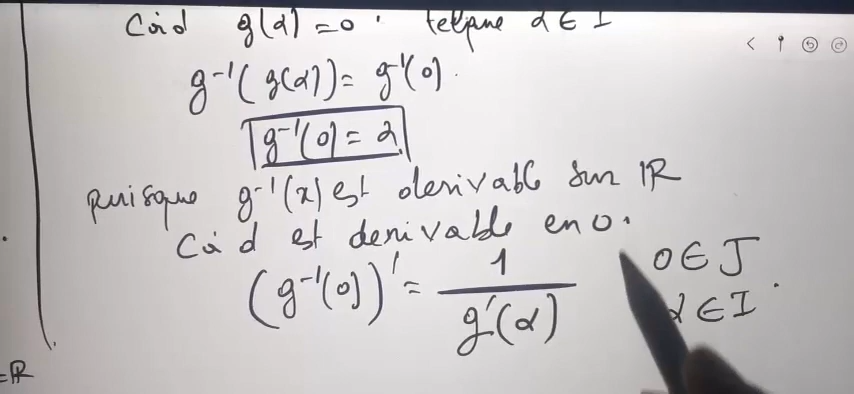 Càd g(α) = 0. telque α ∈ I
g⁻¹(g(α)) = g⁻¹(0).
g⁻¹(0) = α
puisque g⁻¹(x) est derivable sur IR
Càd est derivable en 0.
(g⁻¹(0))' = 1 / g'(α)
0 ∈ J
α ∈ I.
=IR